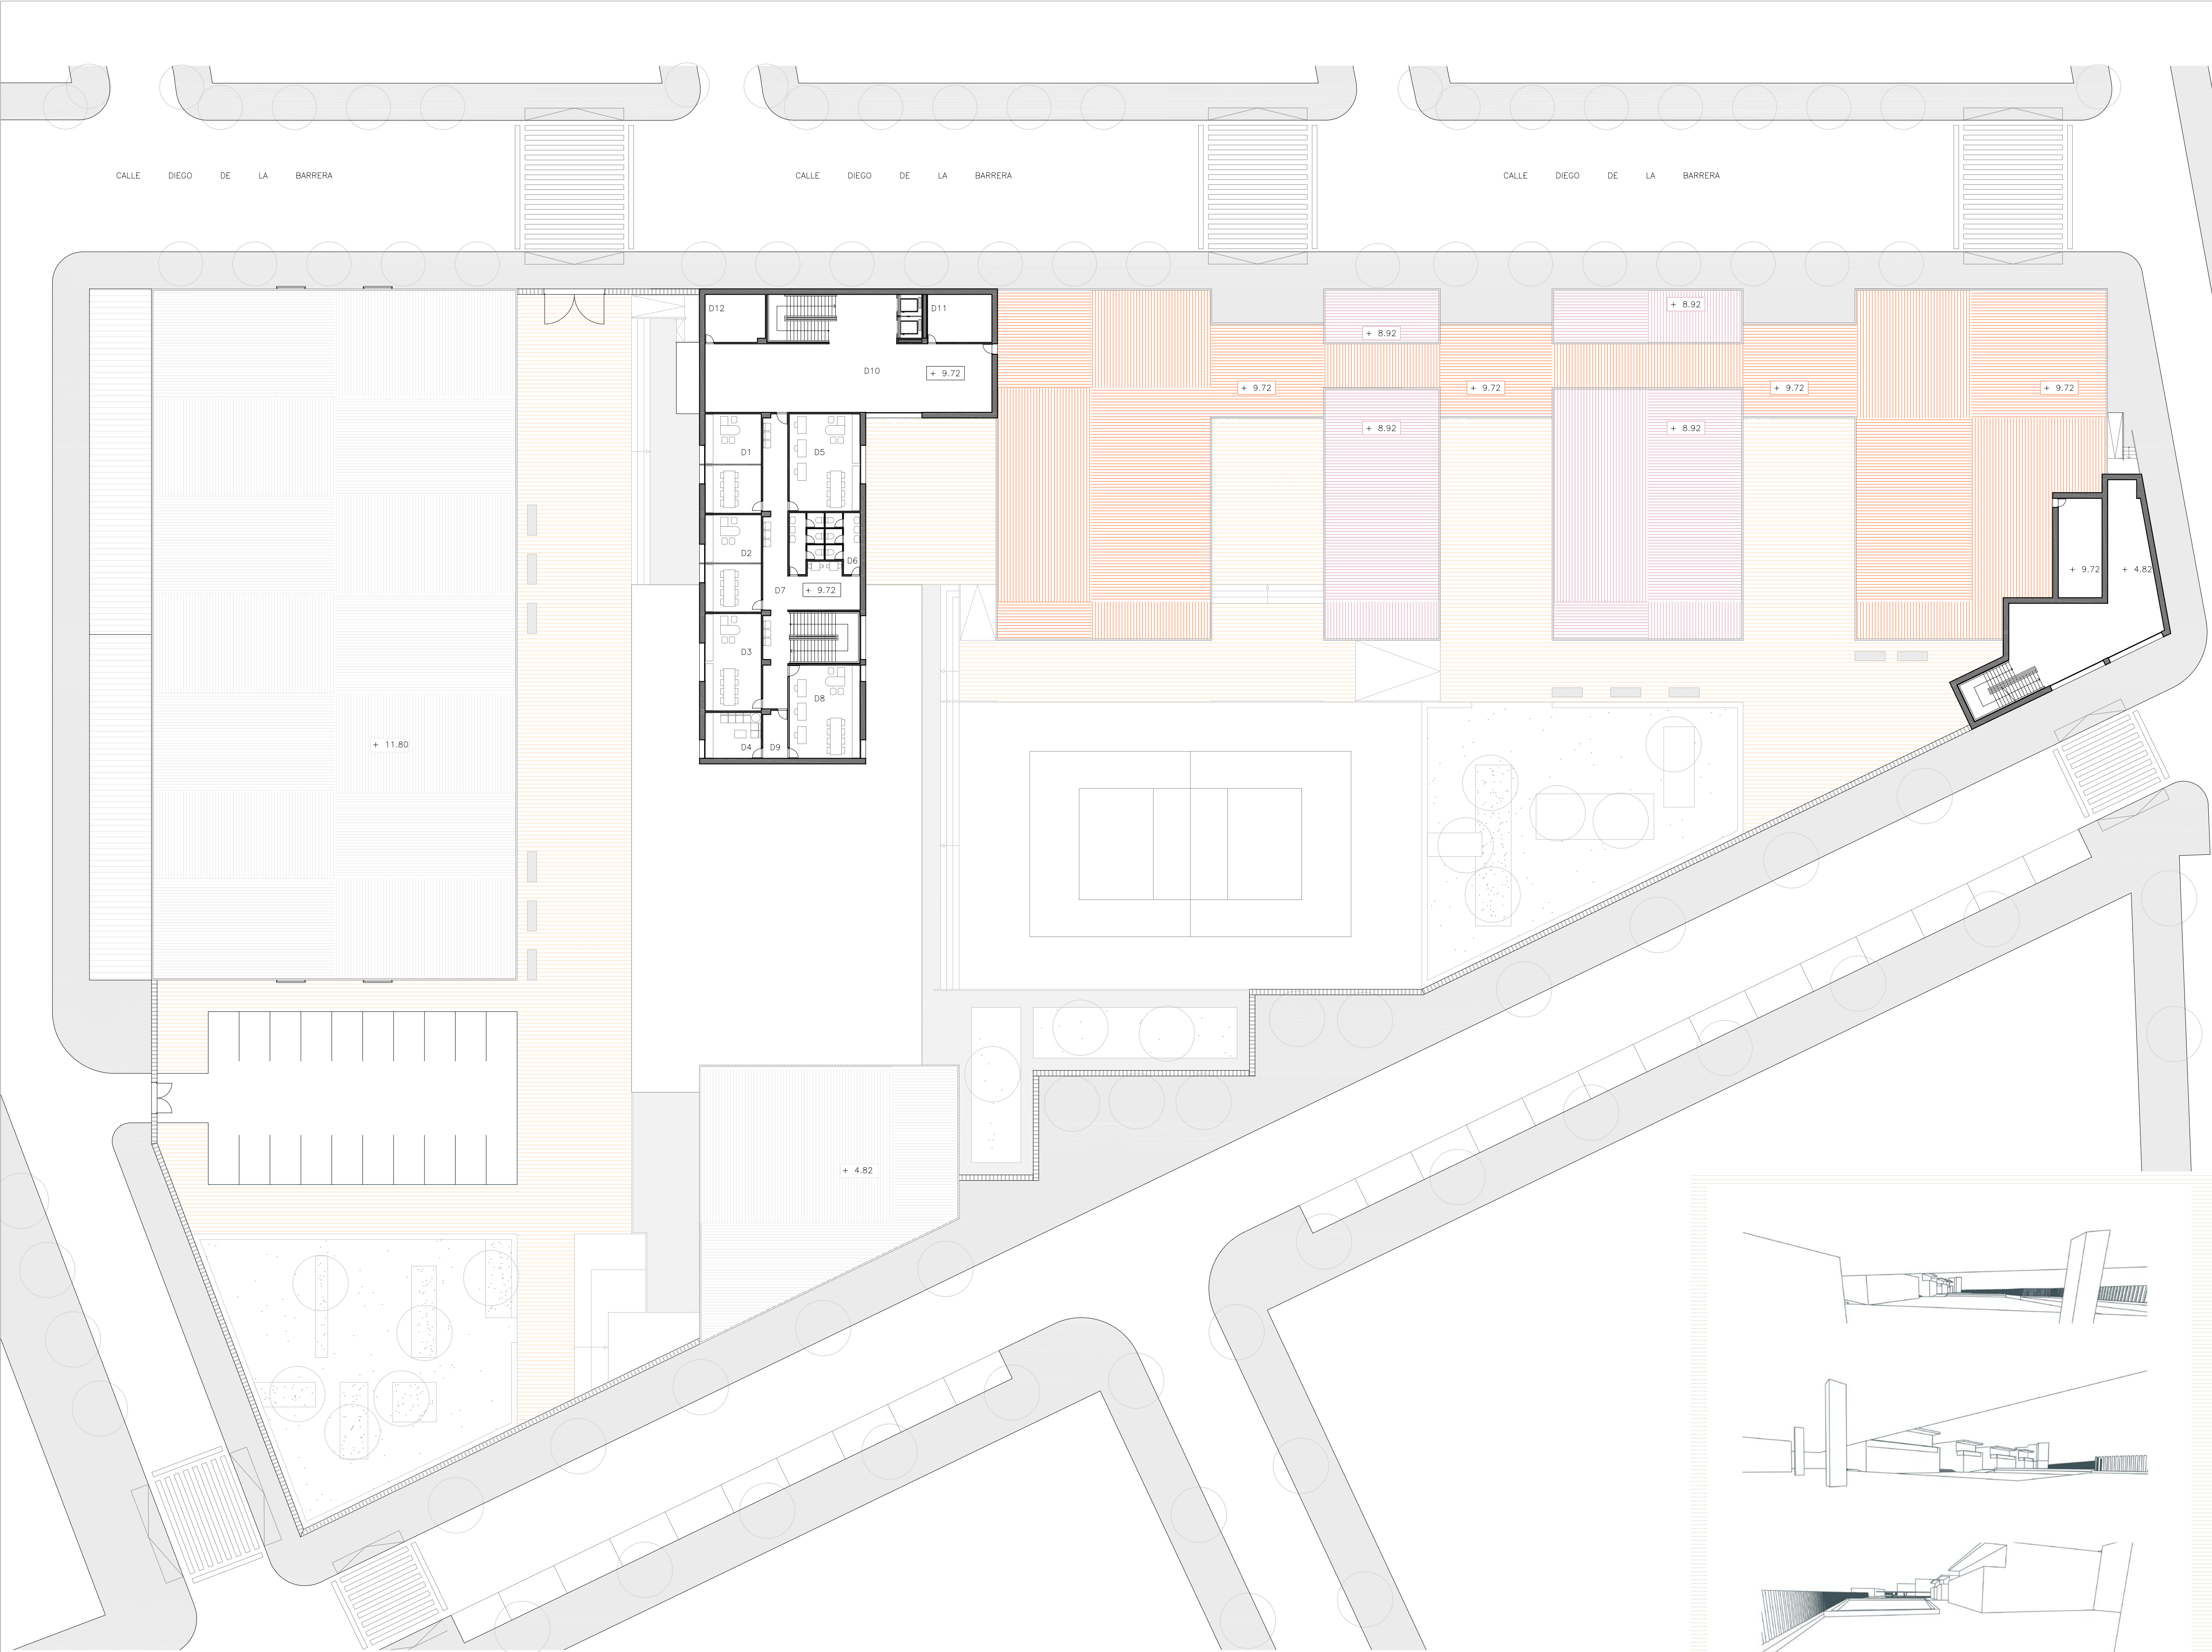 CALLE DIEGO DE LA BARRERA
CALLE DIEGO DE LA BARRERA
CALLE DIEGO DE LA BARRERA
D12
D11
+ 8.92
+ 8.92
D10
+ 9.72
+ 9.72
+ 9.72
+ 9.72
+ 9.72
+ 8.92
+ 8.92
D1
D5
D2
D6
+ 9.72
+ 4.82
D7
+ 9.72
D3
D8
D4
D9
+ 11.80
+ 4.82